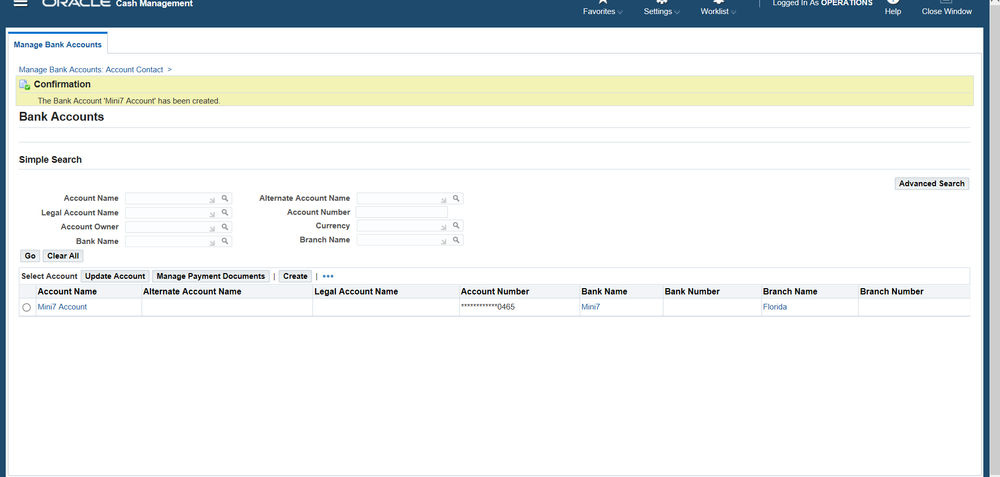 ORACLE Cash Management
Favorites Settings Worklist Logged In As OPERATIONS Help Close Window
Manage Bank Accounts
Manage Bank Accounts: Account Contact >
Confirmation
The Bank Account 'Mini7 Account' has been created.
Bank Accounts
Simple Search
Advanced Search
Account Name Alternate Account Name
Legal Account Name Account Number
Account Owner Currency
Bank Name Branch Name
Go Clear All
Select Account Update Account Manage Payment Documents | Create | •••
Account Name Alternate Account Name Legal Account Name Account Number Bank Name Bank Number Branch Name Branch Number
Mini7 Account ************0465 Mini7 Florida